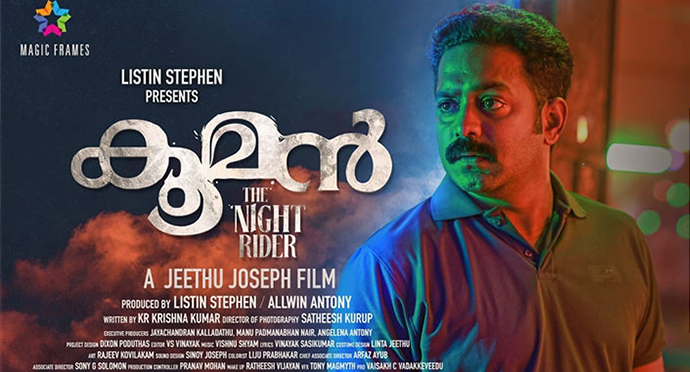 MAGIC FRAMES
LISTIN STEPHEN
PRESENTS
കൂമൻ
THE
NIGHT
RIDER
A JEETHU JOSEPH FILM
PRODUCED BY LISTIN STEPHEN / ALLWIN ANTONY
WRITTEN BY KR KRISHNA KUMAR DIRECTOR OF PHOTOGRAPHY SATHEESH KURUP
EXECUTIVE PRODUCERS JAYACHANDRAN KALLADATHU, MANU PADMANABHAN NAIR, ANGELENA ANTONY
PROJECT DESIGN DIXON PODUTHAS EDITOR VS VINAYAK MUSIC VISHNU SHYAM LYRICS VINAYAK SASIKUMAR COSTUME DESIGN LINTA JEETHU
ART RAJEEV KOVILAKAM SOUND DESIGN SINOY JOSEPH COLORIST LIJU PRABHAKAR CHIEF ASSOCIATE DIRECTOR ARFAZ AYUB
ASSOCIATE DIRECTOR SONY G SOLOMON PRODUCTION CONTROLLER PRANAV MOHAN MAKE UP RATHEESH VIJAYAN VFX TONY MAGMYTH PRO VAISAKH C VADAKKEVEEDU